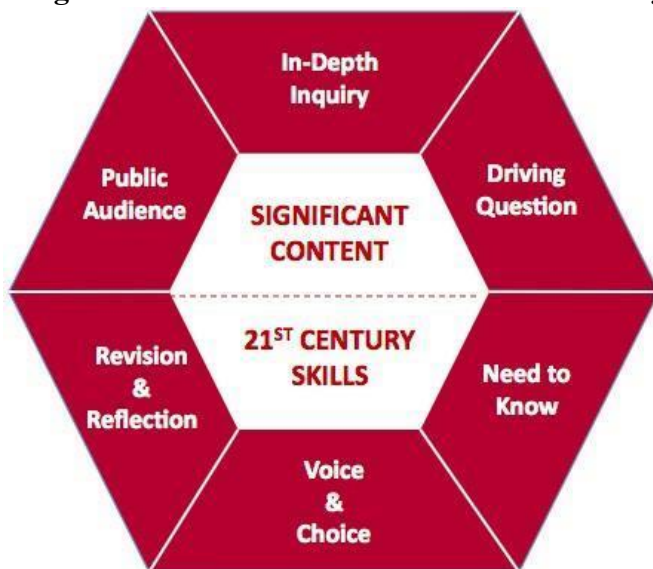 In-Depth
Inquiry
Driving
Question
Need to
Know
Voice
&
Choice
Revision
&
Reflection
Public
Audience
SIGNIFICANT
CONTENT
21ST CENTURY
SKILLS